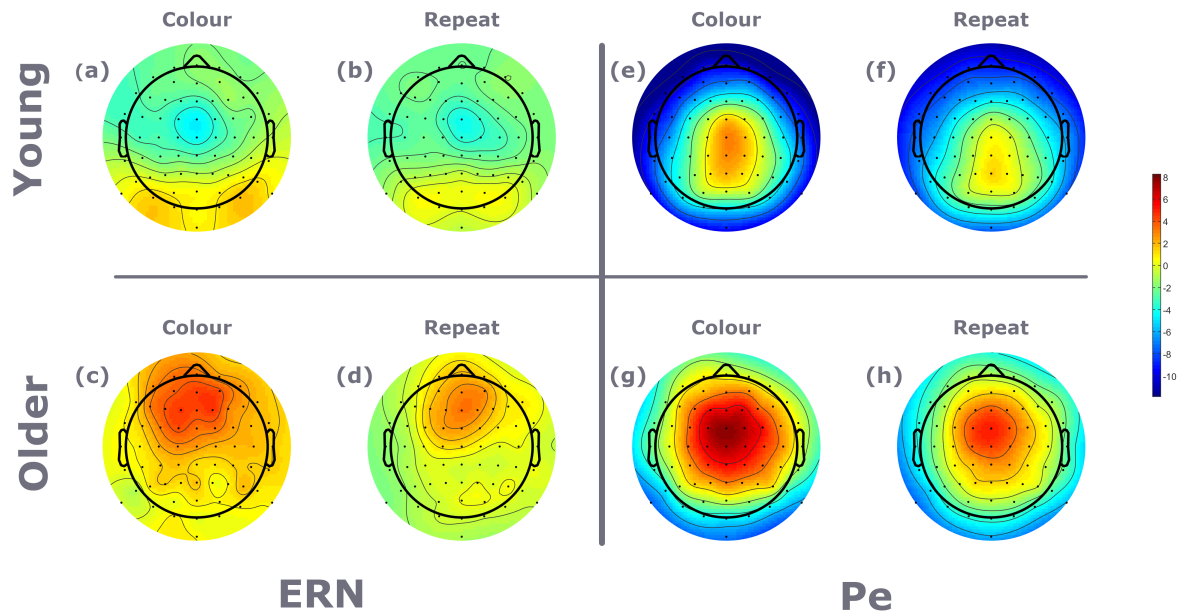 Colour
Repeat
Colour
Repeat
Young
(a)
(b)
(e)
(f)
8
6
4
2
0
-2
-4
-6
-8
-10
Colour
Repeat
Colour
Repeat
Older
(c)
(d)
(g)
(h)
ERN
Pe